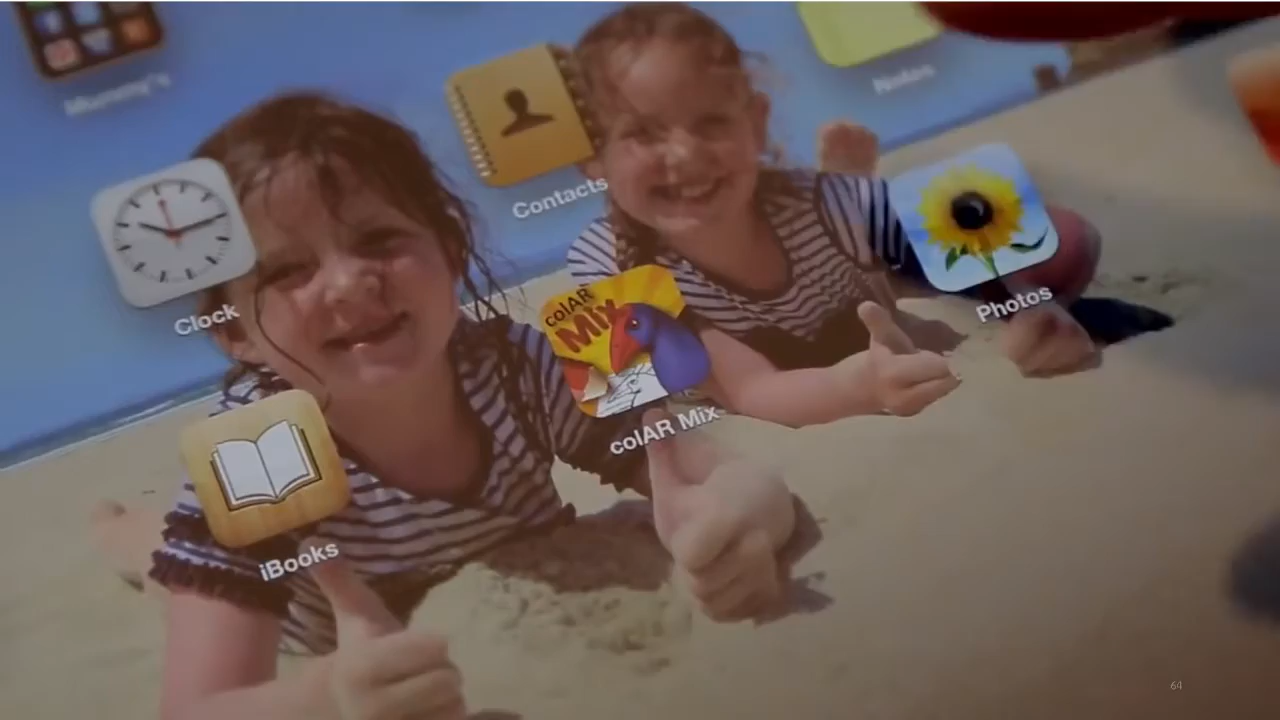 Mummy's
Notes
Contacts
Clock
Photos
colAR
Mix
colAR Mix
iBooks
64